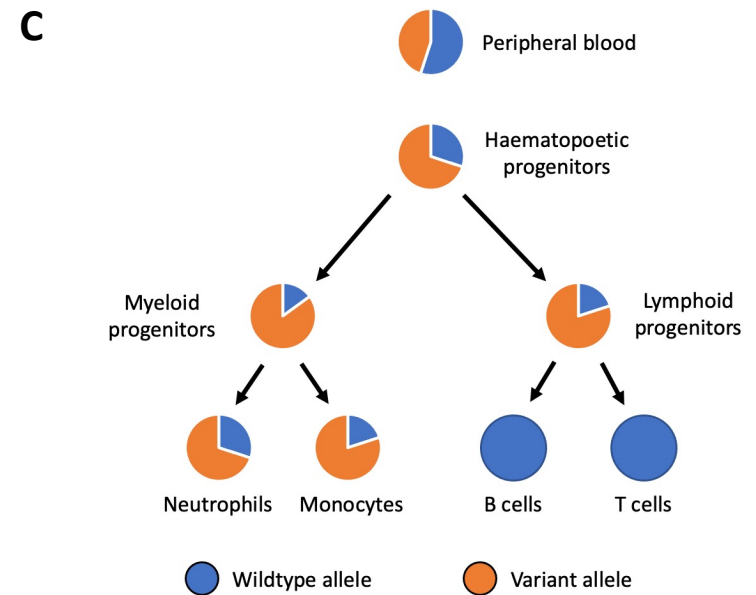 C
Peripheral blood
Haematopoetic
progenitors
Myeloid
progenitors
Lymphoid
progenitors
Neutrophils
Monocytes
B cells
T cells
Wildtype allele
Variant allele